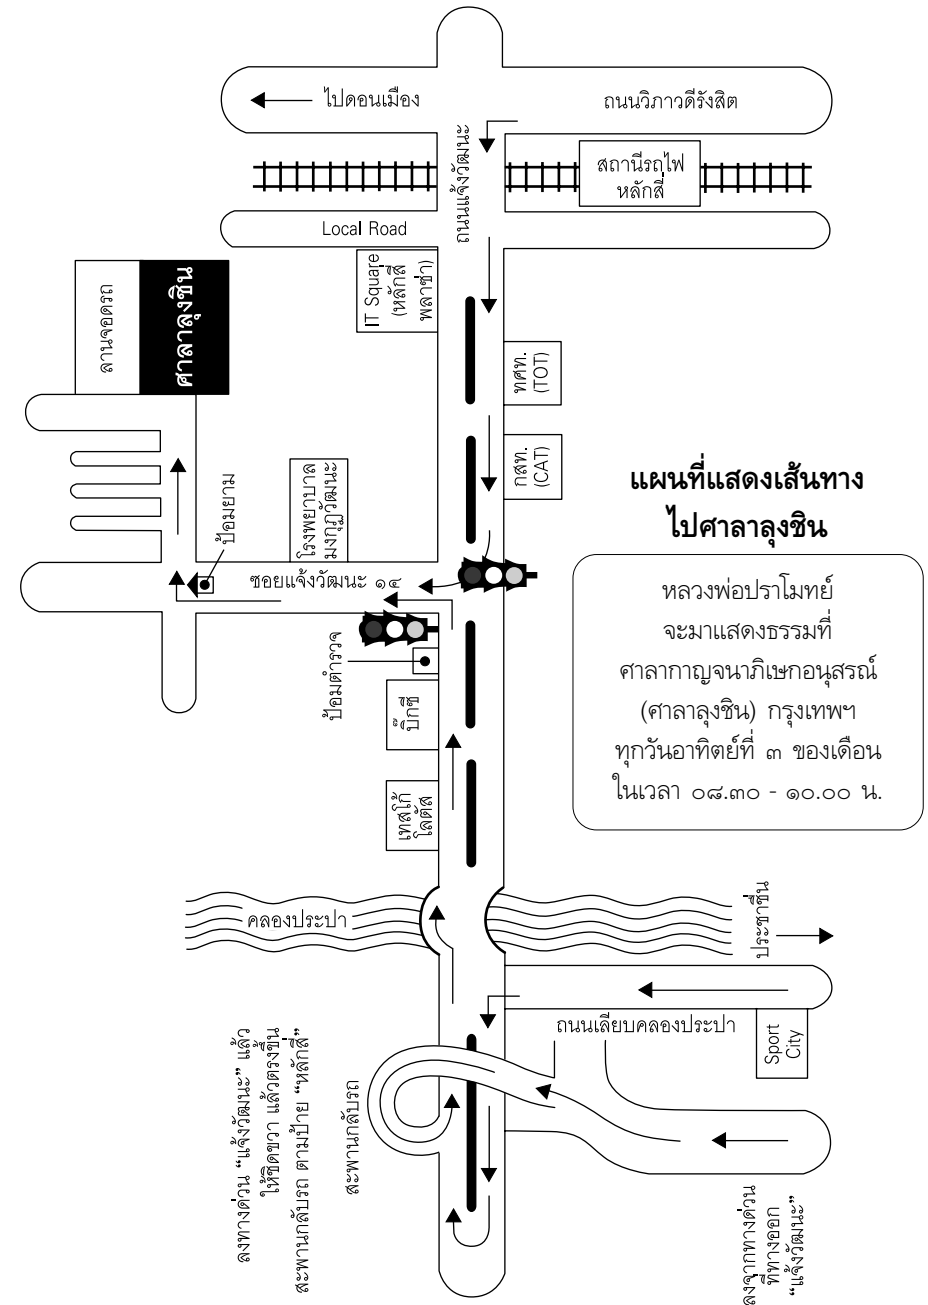 ไปดอนเมือง
ถนนวิภาวดีรังสิต
ถนนแจ้งวัฒนะ
สถานีรถไฟ
หลักสี่
Local Road
IT Square
(หลักสี่
พลาซ่า)
ลานจอดรถ
ศาลาลุงชิน
ทศท.
(TOT)
กสท.
(CAT)
แผนที่แสดงเส้นทาง
ไปศาลาลุงชิน
ป้อมยาม
โรงพยาบาล
มงกุฎวัฒนะ
ซอยแจ้งวัฒนะ ๑๔
หลวงพ่อปราโมทย์
จะมาแสดงธรรมที่
ศาลากาญจนาภิเษกอนุสรณ์
(ศาลาลุงชิน) กรุงเทพฯ
ทุกวันอาทิตย์ที่ ๓ ของเดือน
ในเวลา ๐๘.๓๐ - ๑๐.๐๐ น.
ป้อมตำรวจ
บิ๊กซี
เทสโก้
โลตัส
คลองประปา
ประชาชื่น
ถนนเลียบคลองประปา
Sport
City
ลงทางด่วน “แจ้งวัฒนะ” แล้ว
ให้ชิดขวา แล้วตรงขึ้น
สะพานกลับรถ ตามป้าย “หลักสี่”
สะพานกลับรถ
ลงจากทางด่วน
ที่ทางออก
“แจ้งวัฒนะ”